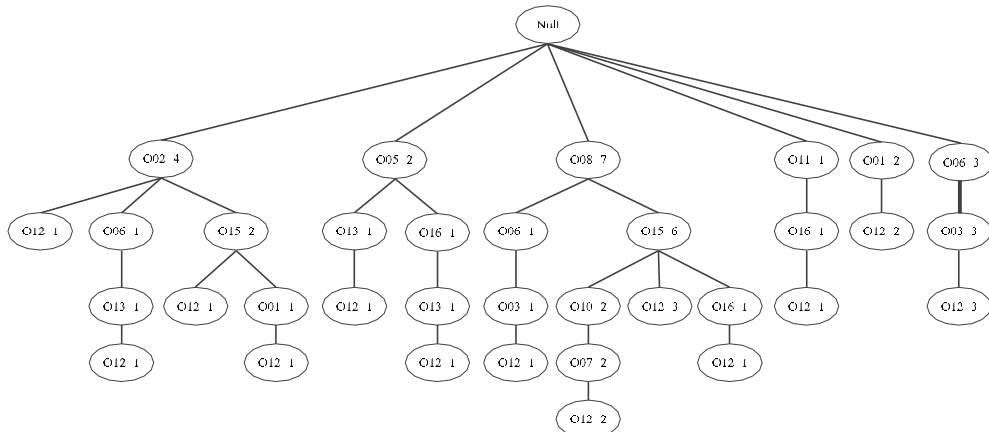 Null
O02 4 O05 2 O08 7 O11 1 O01 2 O06 3
O12 1 O06 1 O15 2 O13 1 O16 1 O06 1 O15 6 O16 1 O12 2 O03 3
O13 1 O12 1 O01 1 O12 1 O13 1 O03 1 O10 2 O12 3 O16 1 O12 1 O12 3
O12 1 O12 1 O12 1 O12 1 O07 2 O12 1
O12 2